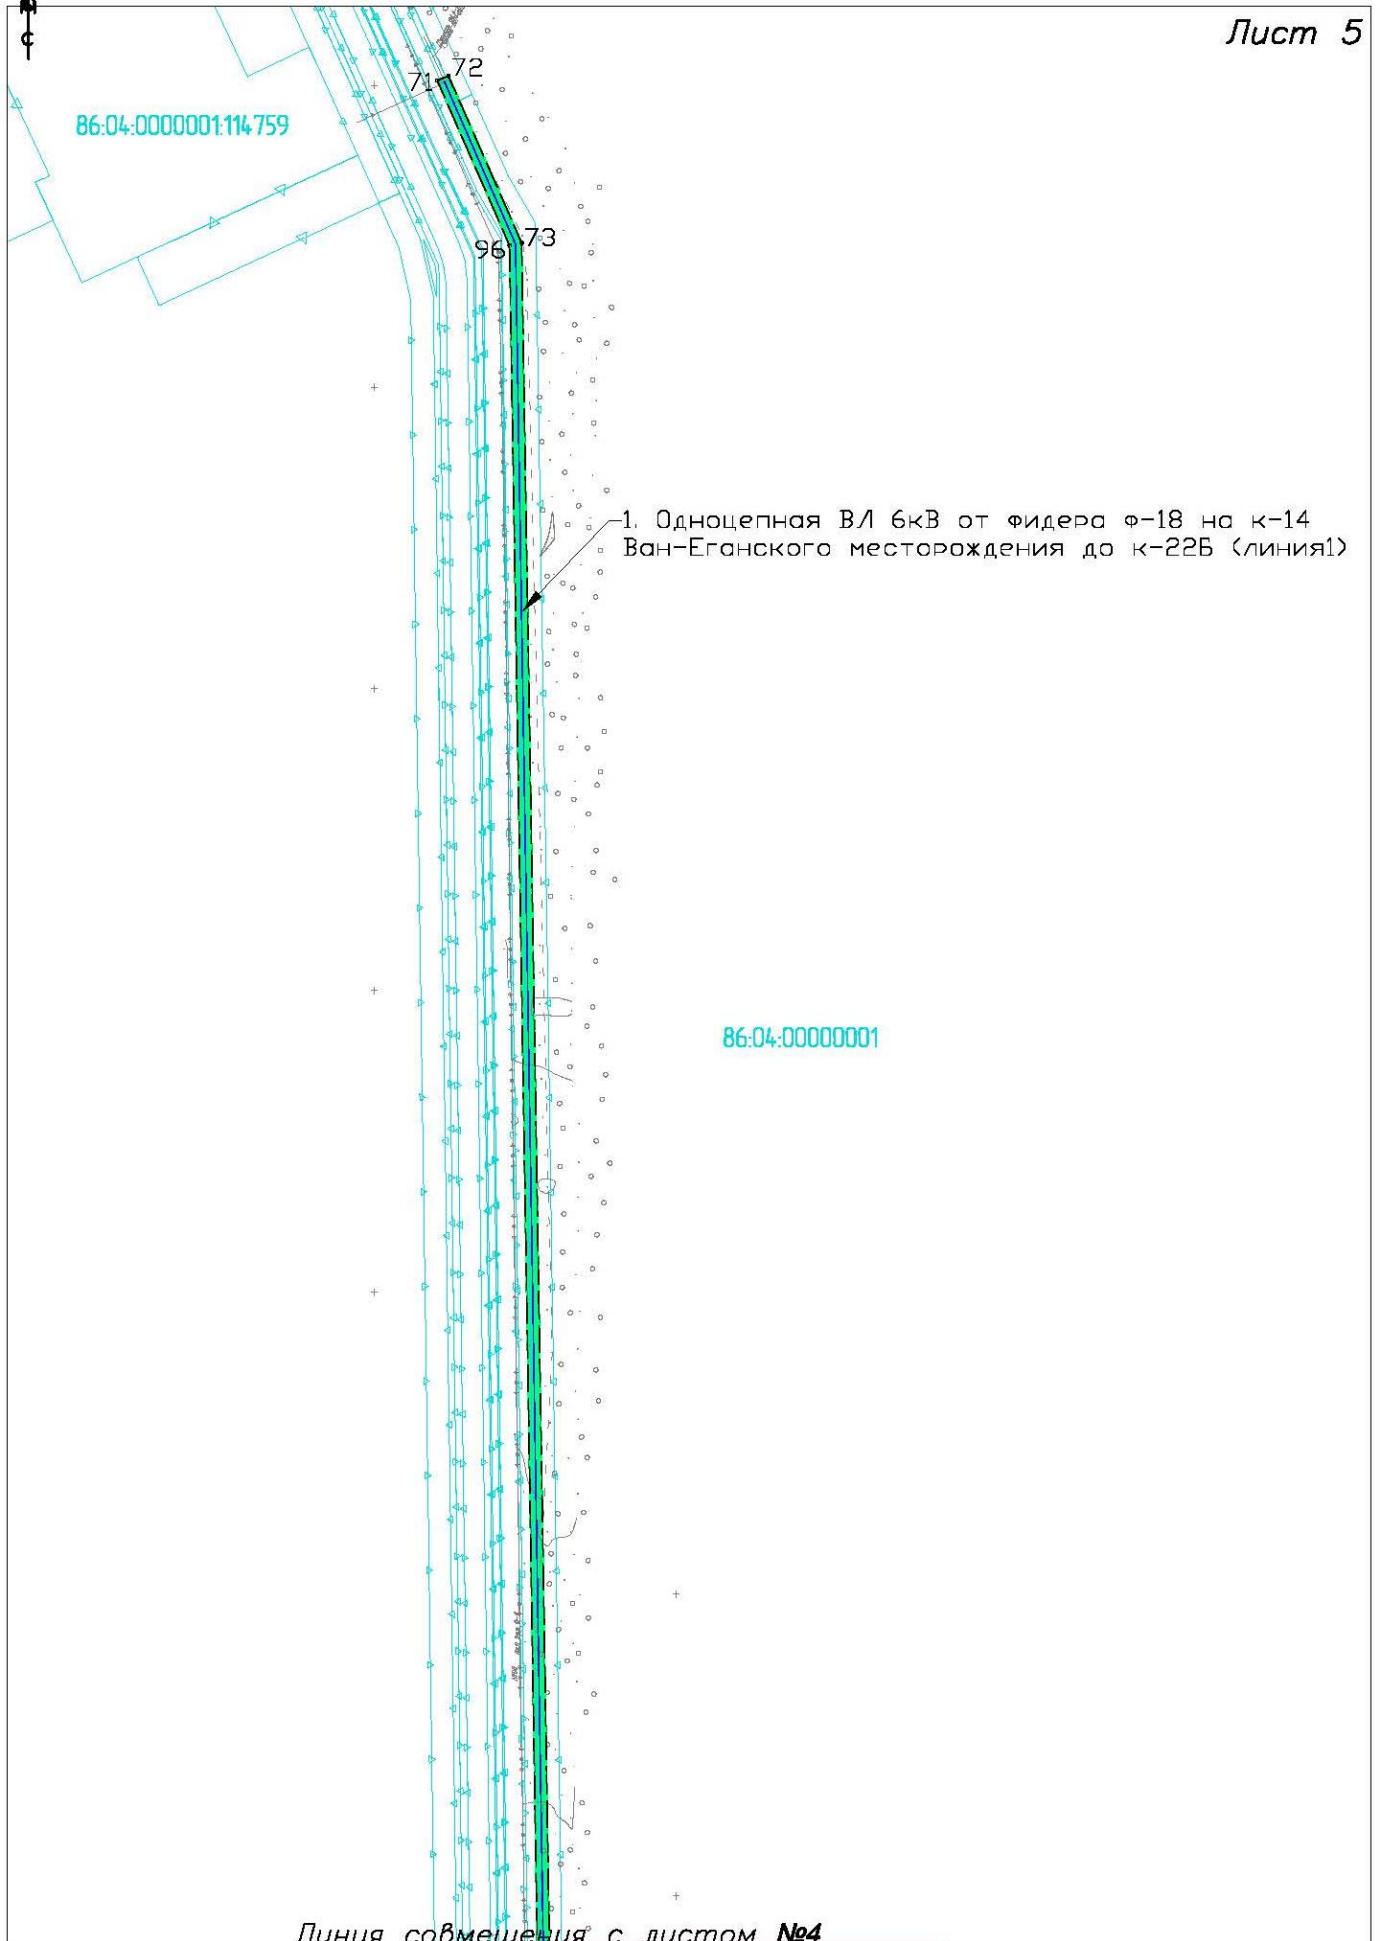 С
Лист 5
72
71
86:04:0000001:114759
73
96
1. Одноцепная ВЛ 6кВ от фидера ф-18 на к-14
Ван-Еганского месторождения до к-22Б (линия1)
86:04:00000001
Линия совмещения с листом №4